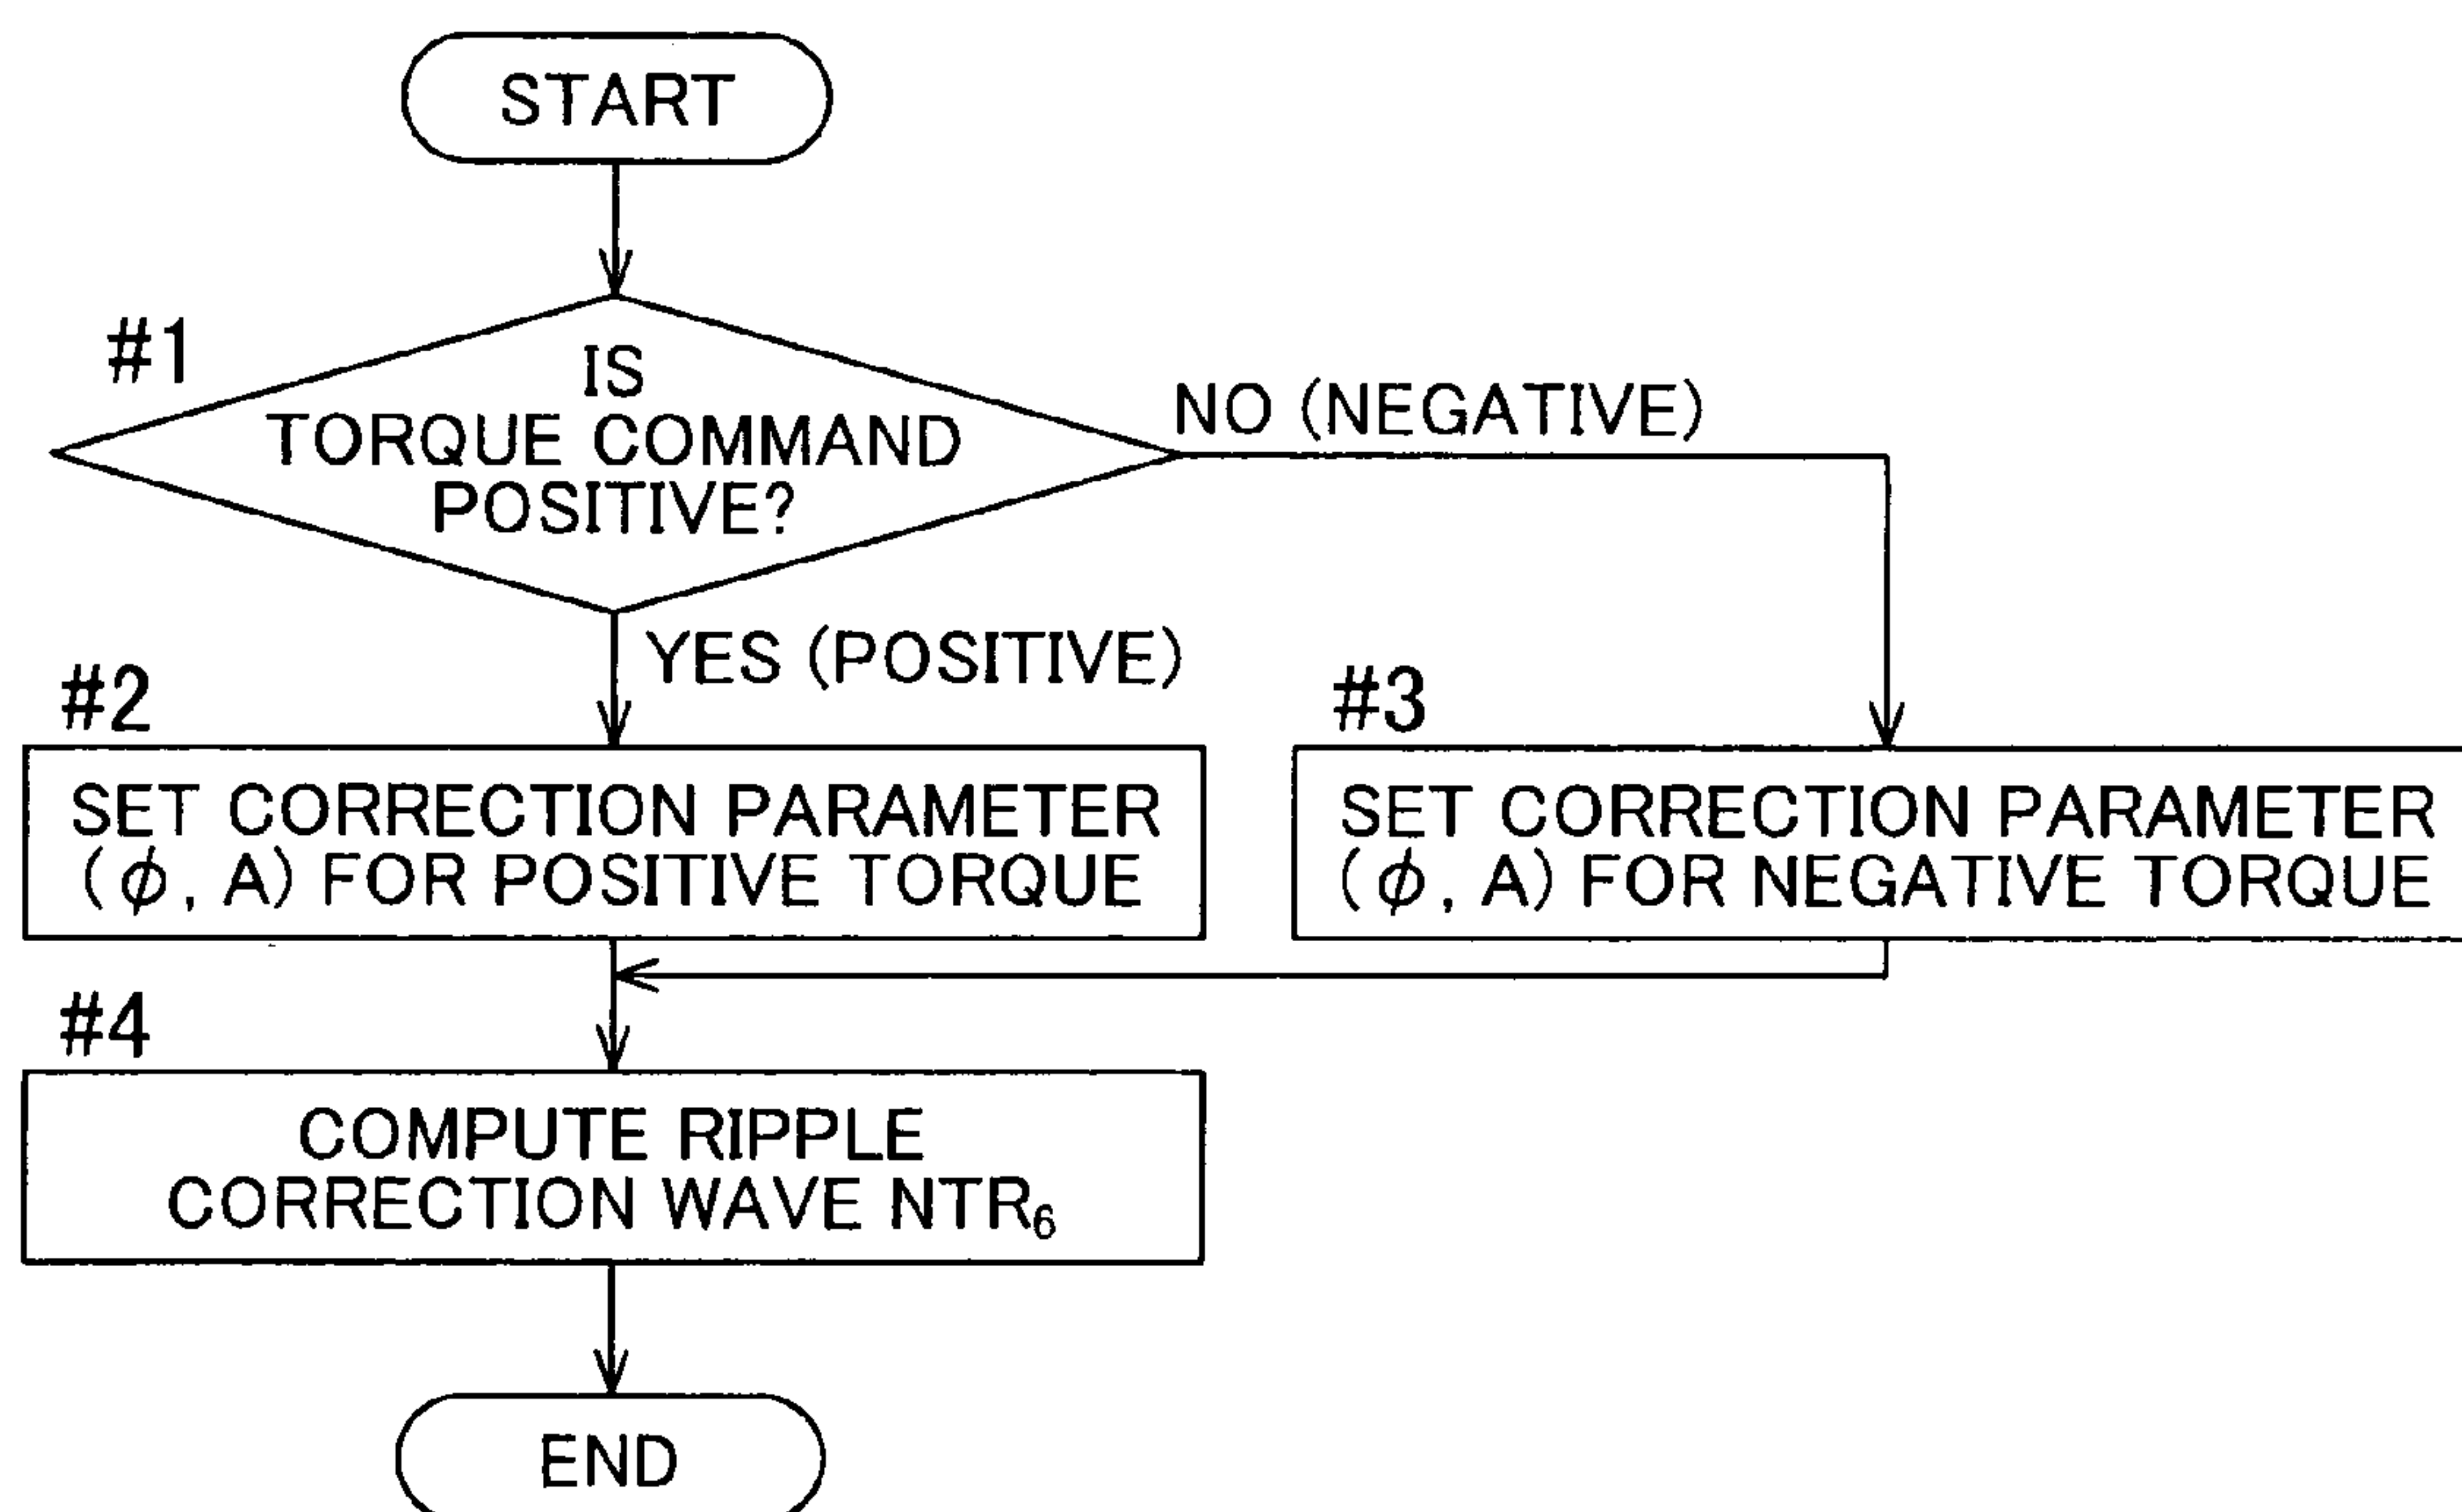 START
#1
IS
TORQUE COMMAND
POSITIVE?
NO (NEGATIVE)
YES (POSITIVE)
#2
SET CORRECTION PARAMETER
(ϕ, A) FOR POSITIVE TORQUE
#3
SET CORRECTION PARAMETER
(ϕ, A) FOR NEGATIVE TORQUE
#4
COMPUTE RIPPLE
CORRECTION WAVE NTR₆
END